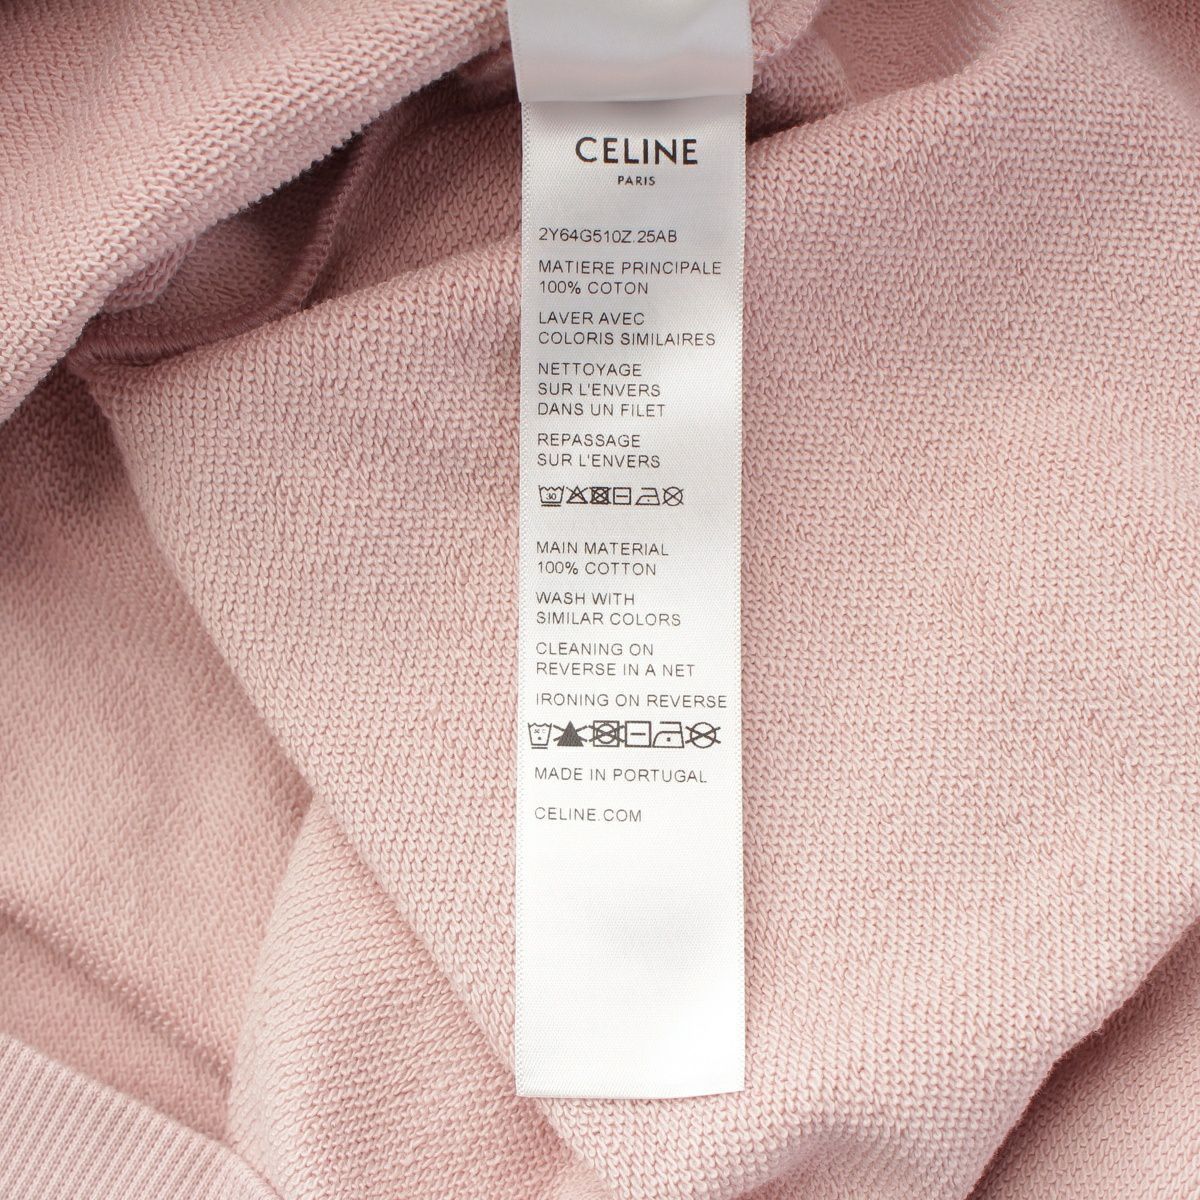 CELINE
PARIS
2Y64G510Z.25AB
MATIERE PRINCIPALE
100% COTON
LAVER AVEC
COLORIS SIMILAIRES
NETTOYAGE
SUR L'ENVERS
DANS UN FILET
REPASSAGE
SUR L'ENVERS
30
MAIN MATERIAL
100% COTTON
WASH WITH
SIMILAR COLORS
CLEANING ON
REVERSE IN A NET
IRONING ON REVERSE
MADE IN PORTUGAL
CELINE.COM